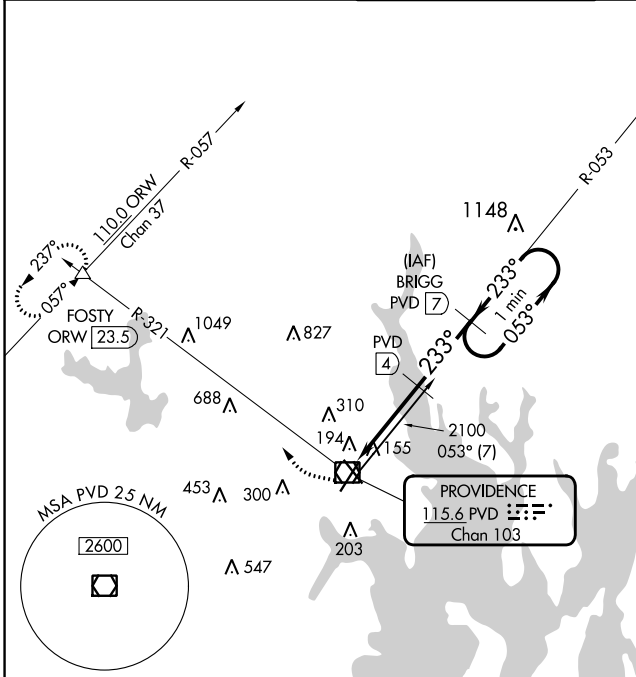 R-057
110.0 ORW
Chan 37
237°
057°
FOSTY
ORW 23.5
R-321
R-053
1148
(IAF)
BRIGG
PVD 7
233°
1 min
053°
233°
PVD
4
1049
827
688
310
194
155
2100
053° (7)
453
300
PROVIDENCE
115.6 PVD
Chan 103
203
547
MSA PVD 25 NM
2600